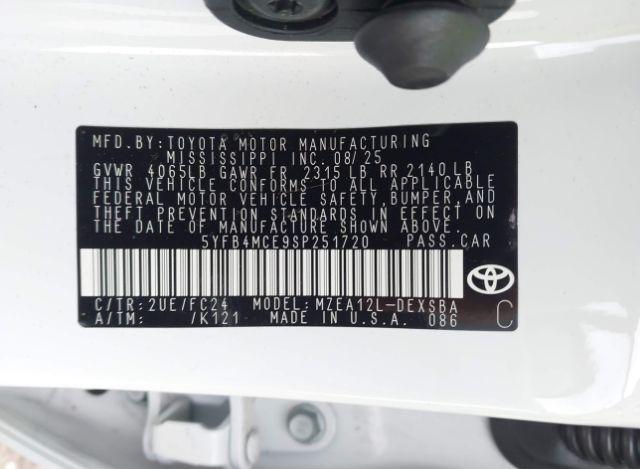 MFD.BY:TOYOTA MOTOR MANUFACTURING
MISSISSIPPI INC. 08/25
GVWR 4065LB GAWR FR 2315 LB RR 2140 LB
THIS VEHICLE CONFORMS TO ALL APPLICABLE
FEDERAL MOTOR VEHICLE SAFETY, BUMPER, AND
THEFT PREVENTION STANDARDS IN EFFECT ON
THE DATE OF MANUFACTURE SHOWN ABOVE.
5YFB4MCE9SP251720 PASS.CAR
C/TR:2UE/FC24 MODEL:MZEA12L-DEXSBA
A/TM: /K121 MADE IN U.S.A. 086 C